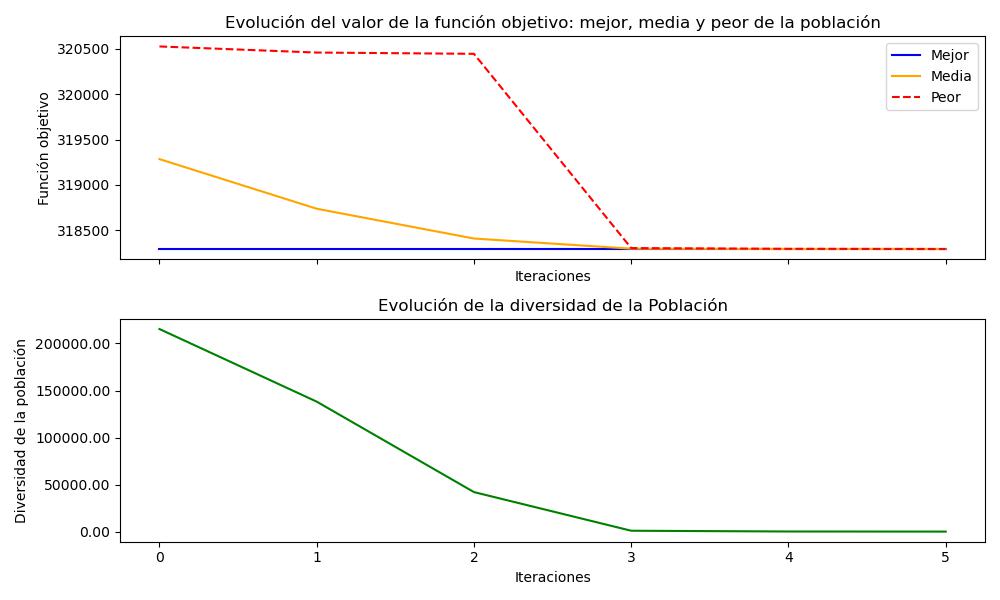 Evolución del valor de la función objetivo: mejor, media y peor de la población
320500
320000
319500
319000
318500
Función objetivo
Mejor
Media
Peor
Iteraciones
Evolución de la diversidad de la Población
200000.00
150000.00
100000.00
50000.00
0.00
Diversidad de la población
0 1 2 3 4 5
Iteraciones